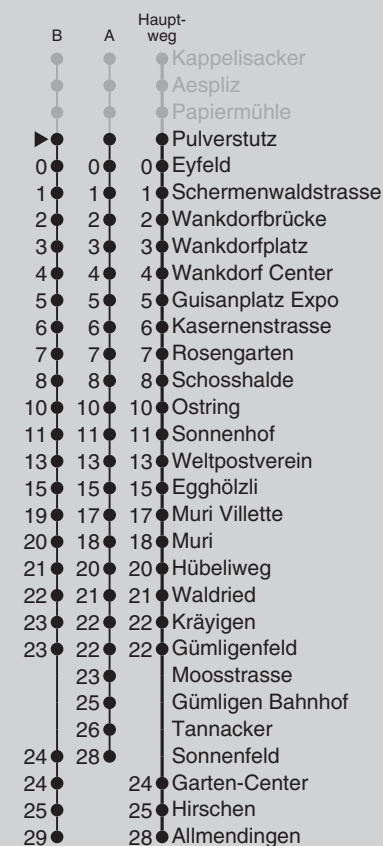 Haupt-
B A weg
Kappelisacker
Aespliz
Papiermühle
Pulverstutz
0 0 0 Eyfeld
1 1 1 Schermenwaldstrasse
2 2 2 Wankdorfbrücke
3 3 3 Wankdorfplatz
4 4 4 Wankdorf Center
5 5 5 Guisanplatz Expo
6 6 6 Kasernenstrasse
7 7 7 Rosengarten
8 8 8 Schosshalde
10 10 10 Ostring
11 11 11 Sonnenhof
13 13 13 Weltpostverein
15 15 15 Egghölzli
19 17 17 Muri Villette
20 18 18 Muri
21 20 20 Hübeliweg
22 21 21 Waldried
23 22 22 Kräyigen
23 22 22 Gümligenfeld
23 Moosstrasse
25 Gümligen Bahnhof
26 Tannacker
24 28 Sonnenfeld
24 24 Garten-Center
25 25 Hirschen
29 28 Allmendingen